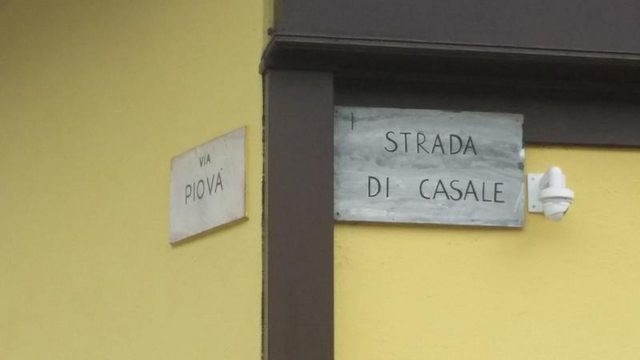 VIA
PIOVÀ
STRADA
DI CASALE